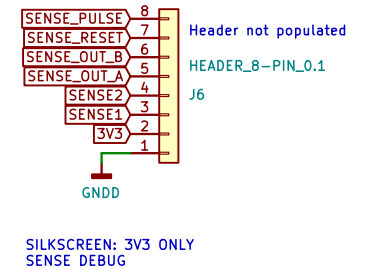 SENSE_PULSE 8
SENSE_RESET 7
SENSE_OUT_B 6
SENSE_OUT_A 5
SENSE2 4
SENSE1 3
3V3 2
1
Header not populated
HEADER_8-PIN_0.1
J6
GNDD
SILKSCREEN: 3V3 ONLY
SENSE DEBUG